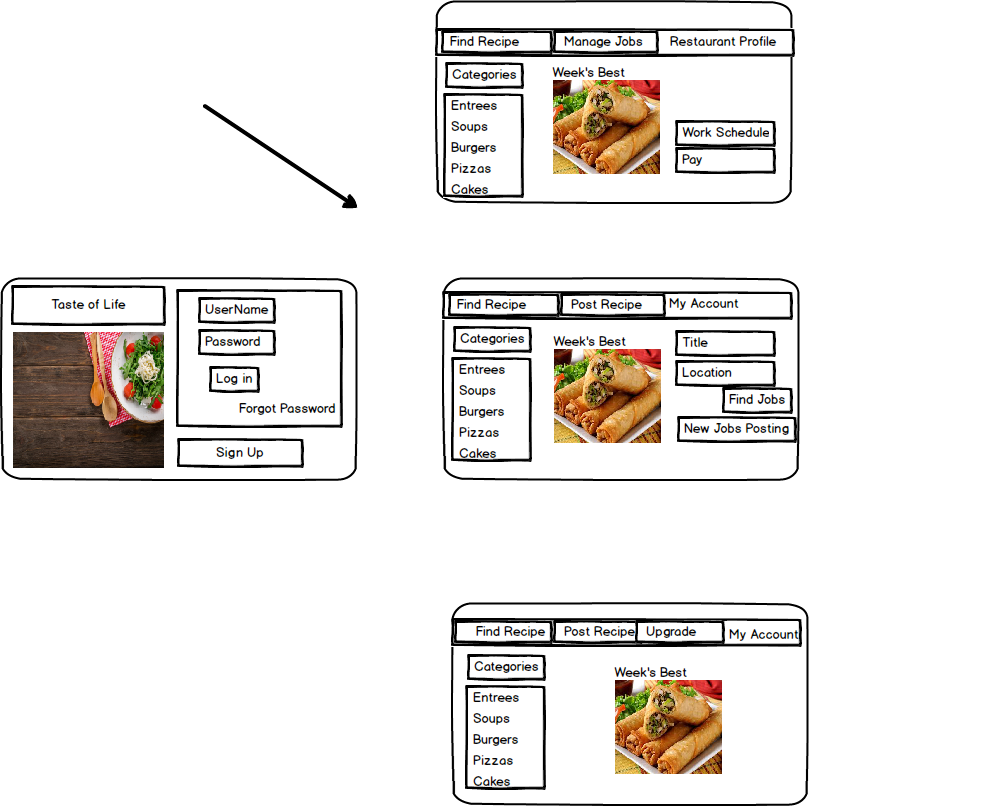 Find Recipe
Manage Jobs
Restaurant Profile
Categories
Entrees
Soups
Burgers
Pizzas
Cakes
Week's Best
Work Schedule
Pay
Taste of Life
UserName
Password
Log in
Forgot Password
Sign Up
Find Recipe
Post Recipe
My Account
Categories
Entrees
Soups
Burgers
Pizzas
Cakes
Week's Best
Title
Location
Find Jobs
New Jobs Posting
Find Recipe
Post Recipe
Upgrade
My Account
Categories
Entrees
Soups
Burgers
Pizzas
Cakes
Week's Best